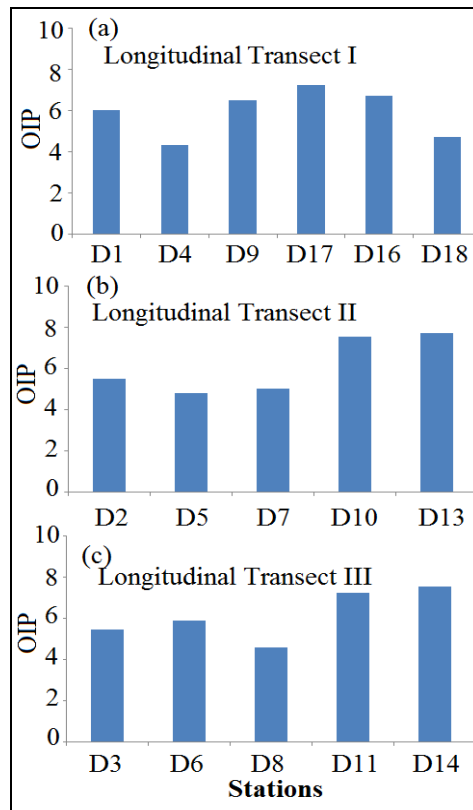 (a)
Longitudinal Transect I
OIP
10
8
6
4
2
0
D1 D4 D9 D17 D16 D18
(b)
Longitudinal Transect II
OIP
10
8
6
4
2
0
D2 D5 D7 D10 D13
(c)
Longitudinal Transect III
OIP
10
8
6
4
2
0
D3 D6 D8 D11 D14
Stations